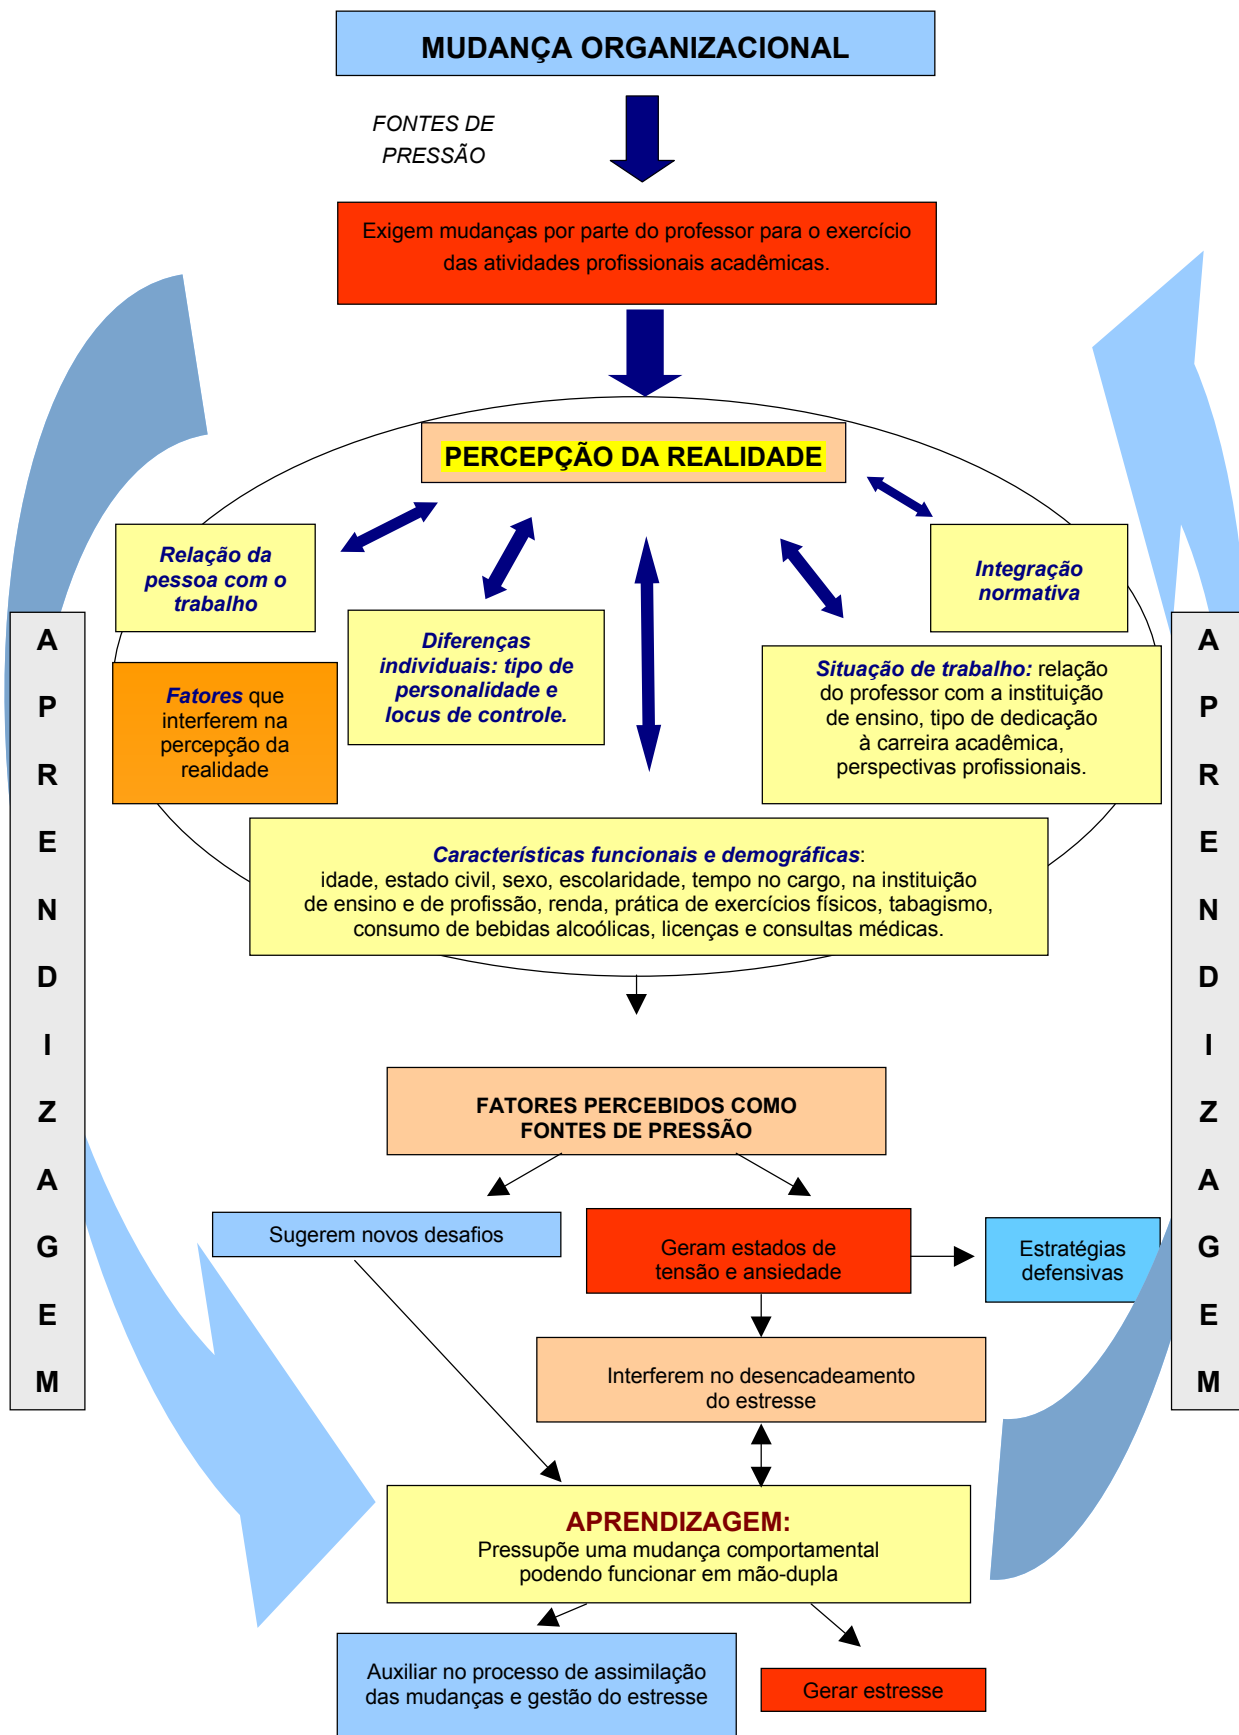 MUDANÇA ORGANIZACIONAL
FONTES DE
PRESSÃO
Exigem mudanças por parte do professor para o exercício
das atividades profissionais acadêmicas.
PERCEPÇÃO DA REALIDADE
Relação da
pessoa com o
trabalho
Integração
normativa
Diferenças
individuais: tipo de
personalidade e
locus de controle.
Situação de trabalho: relação
do professor com a instituição
de ensino, tipo de dedicação
à carreira acadêmica,
perspectivas profissionais.
Fatores que
interferem na
percepção da
realidade
Características funcionais e demográficas:
idade, estado civil, sexo, escolaridade, tempo no cargo, na instituição
de ensino e de profissão, renda, prática de exercícios físicos, tabagismo,
consumo de bebidas alcoólicas, licenças e consultas médicas.
A
P
R
E
N
D
I
Z
A
G
E
M
A
P
R
E
N
D
I
Z
A
G
E
M
FATORES PERCEBIDOS COMO
FONTES DE PRESSÃO
Sugerem novos desafios
Geram estados de
tensão e ansiedade
Estratégias
defensivas
Interferem no desencadeamento
do estresse
APRENDIZAGEM:
Pressupõe uma mudança comportamental
podendo funcionar em mão-dupla
Auxiliar no processo de assimilação
das mudanças e gestão do estresse
Gerar estresse